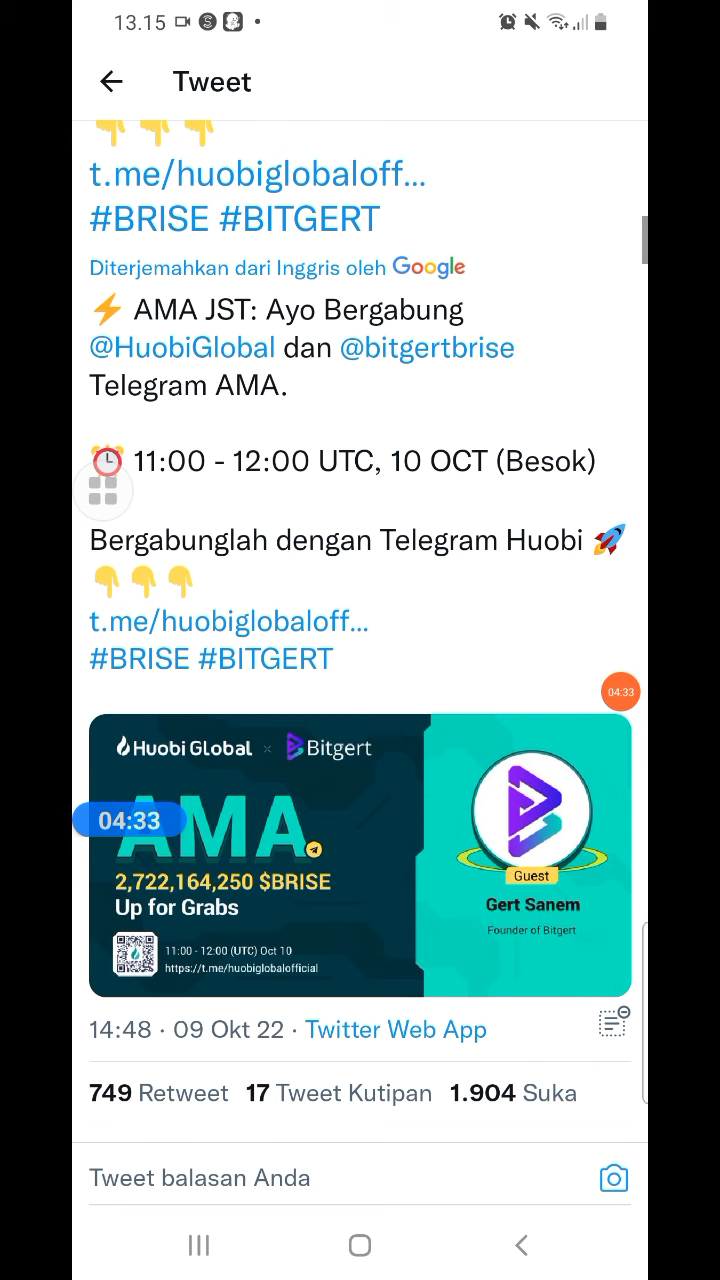 13.15
Tweet
t.me/huobiglobaloff...
#BRISE #BITGERT
Diterjemahkan dari Inggris oleh Google
⚡ AMA JST: Ayo Bergabung
@HuobiGlobal dan @bitgertbrise
Telegram AMA.
⏰ 11:00 - 12:00 UTC, 10 OCT (Besok)
Bergabunglah dengan Telegram Huobi 🚀
👇👇👇
t.me/huobiglobaloff...
#BRISE #BITGERT
04:33
Huobi Global × Bitgert
AMA
04:33
2,722,164,250 $BRISE
Up for Grabs
11:00 - 12:00 (UTC) Oct 10
https://t.me/huobiglobalofficial
Guest
Gert Sanem
Founder of Bitgert
14:48 · 09 Okt 22 · Twitter Web App
749 Retweet 17 Tweet Kutipan 1.904 Suka
Tweet balasan Anda